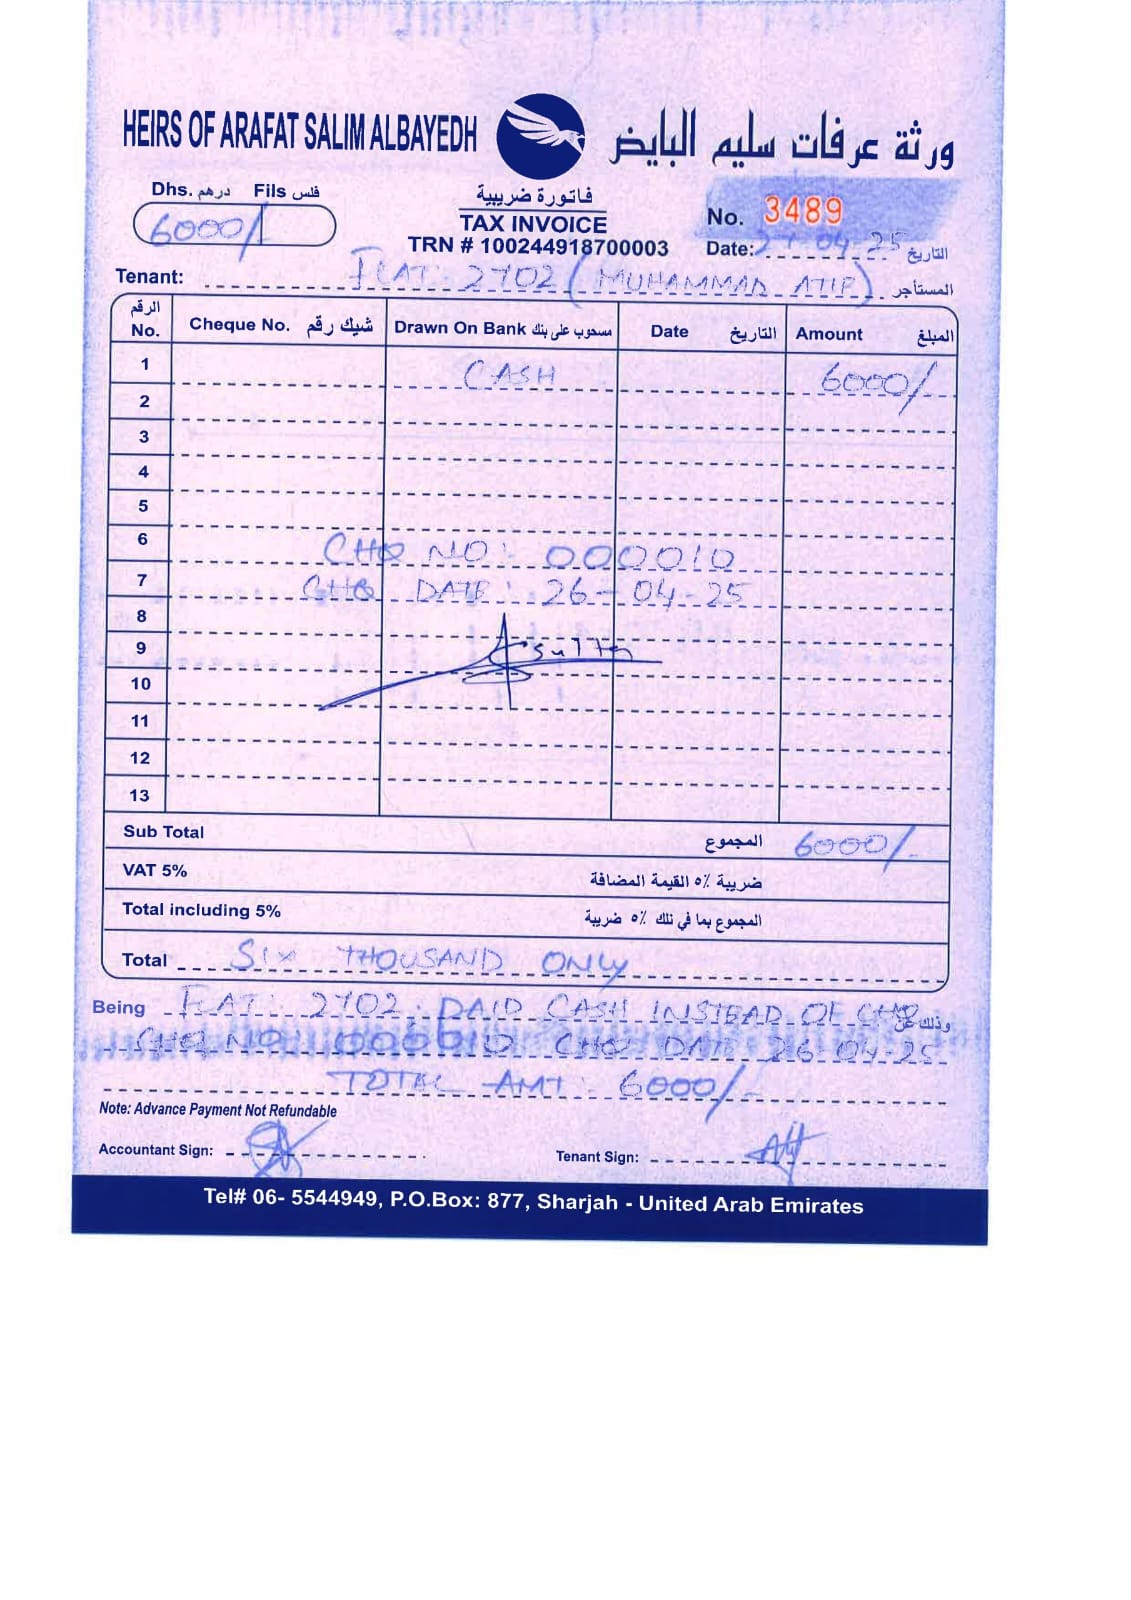 HEIRS OF ARAFAT SALIM ALBAYEDH
ورثة عرفات سليم البايض
Dhs. درهم Fils فلس
6000/
فاتورة ضريبية
TAX INVOICE
TRN # 100244918700003
No. 3489
Date: 27-04-25 التاريخ
Tenant: FLAT: 2702 (MUHAMMAD ATIF) المستأجر
الرقم No. Cheque No. شيك رقم Drawn On Bank مسحوب على بنك Date التاريخ Amount المبلغ
1 CASH 6000/-
2
3
4
5
6 CHQ NO: 000010
7 CHQ DATE: 26-04-25
8
9
10
11
12
13
Sub Total المجموع 6000/-
VAT 5% ضريبة ٥٪ القيمة المضافة
Total including 5% المجموع بما في تلك ٥٪ ضريبة
Total SIX THOUSAND ONLY
Being FLAT: 2702, PAID CASH INSTEAD OF CHQ وذلك عن
CHQ NO: 000010 CHQ DATE 26-04-25
TOTAL AMT: 6000/-
Note: Advance Payment Not Refundable
Accountant Sign:
Tenant Sign:
Tel# 06- 5544949, P.O.Box: 877, Sharjah - United Arab Emirates